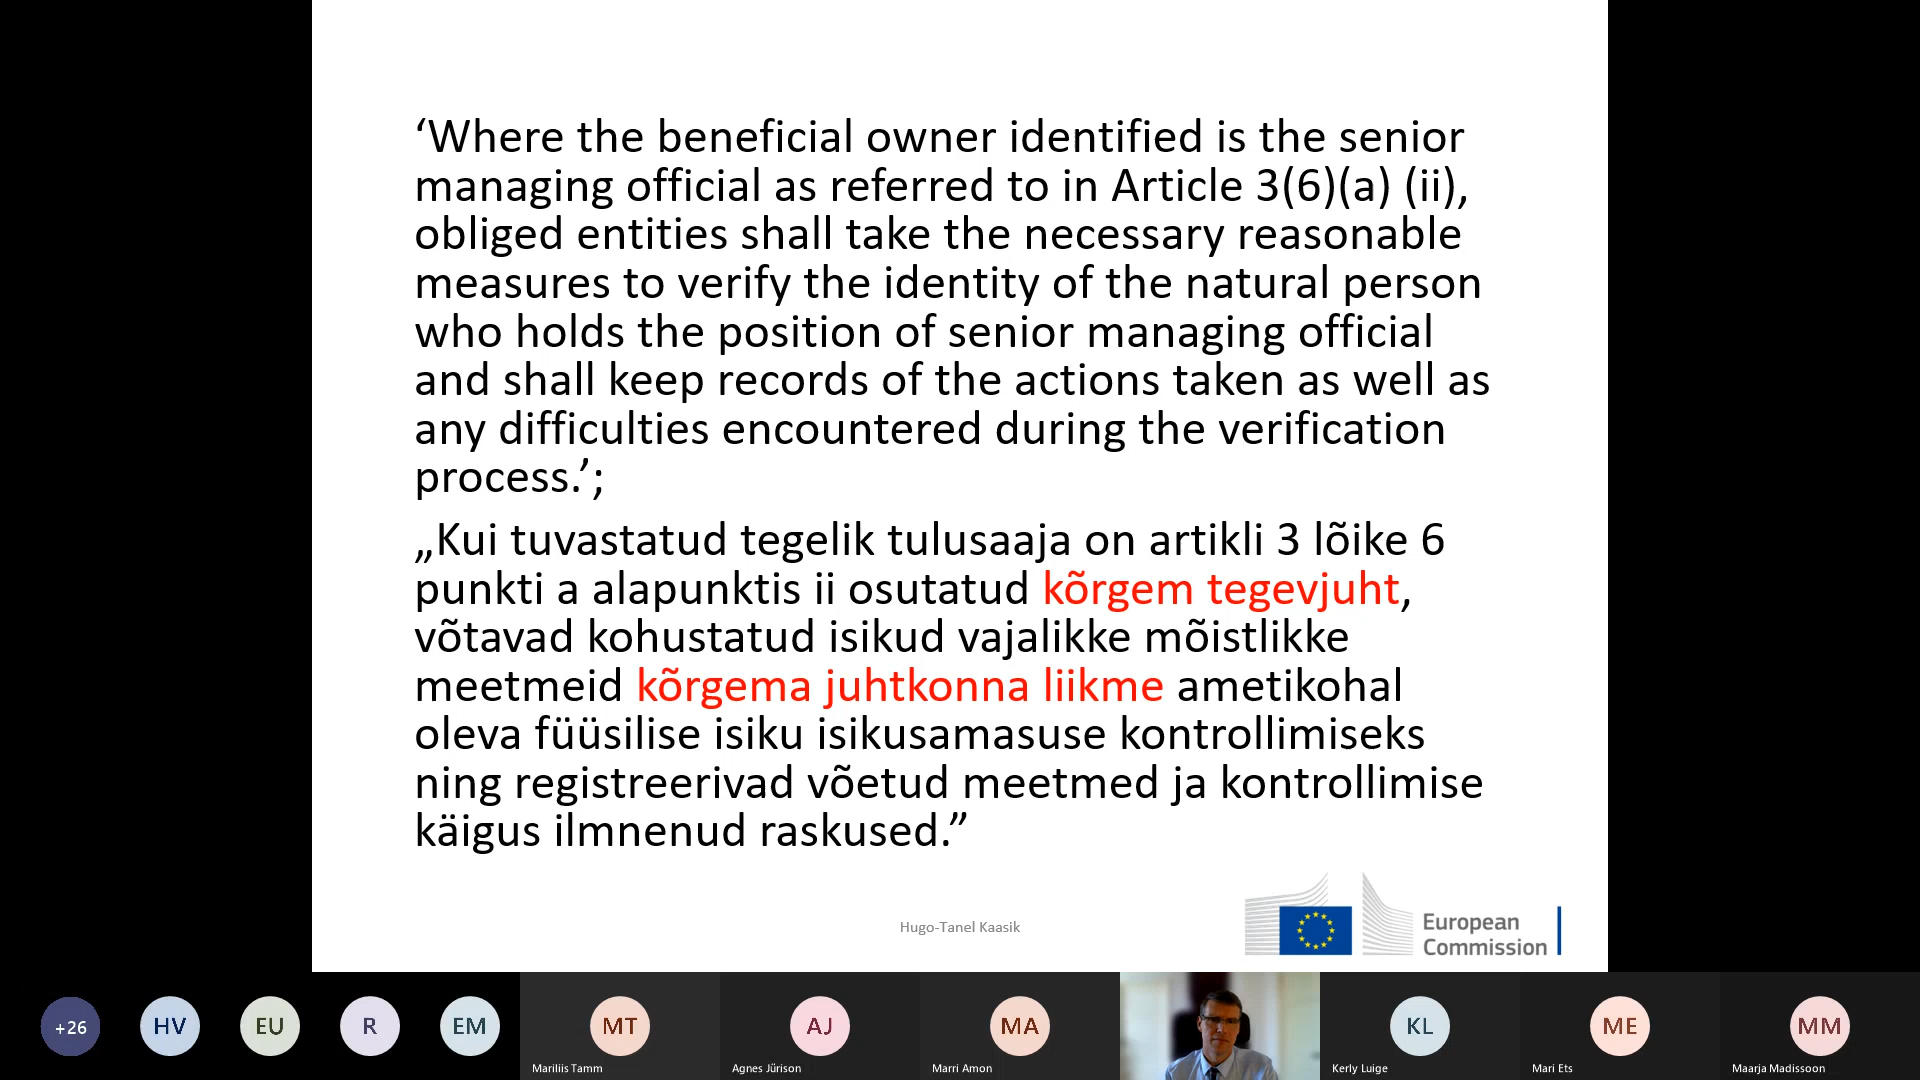 ‘Where the beneficial owner identified is the senior
managing official as referred to in Article 3(6)(a) (ii),
obliged entities shall take the necessary reasonable
measures to verify the identity of the natural person
who holds the position of senior managing official
and shall keep records of the actions taken as well as
any difficulties encountered during the verification
process.’;
„Kui tuvastatud tegelik tulusaaja on artikli 3 lõike 6
punkti a alapunktis ii osutatud kõrgem tegevjuht,
võtavad kohustatud isikud vajalikke mõistlikke
meetmeid kõrgema juhtkonna liikme ametikohal
oleva füüsilise isiku isikusamasuse kontrollimiseks
ning registreerivad võetud meetmed ja kontrollimise
käigus ilmnenud raskused.”
Hugo-Tanel Kaasik
European
Commission
+26
HV
EU
R
EM
MT
AJ
MA
KL
ME
MM
Mariliis Tamm
Agnes Jürison
Marri Amon
Kerly Luige
Mari Ets
Maarja Madissoon